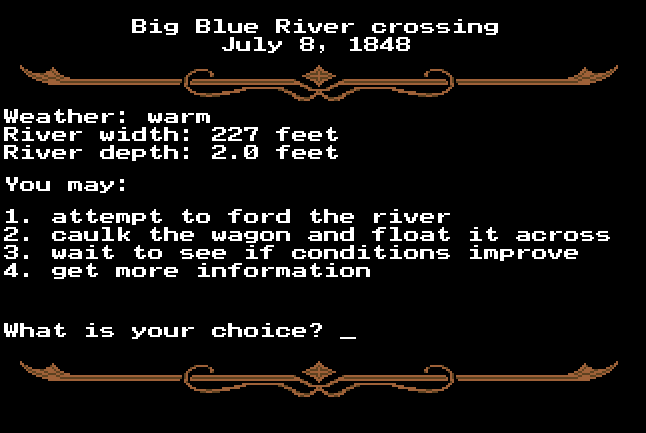 Big Blue River crossing
July 8, 1848
Weather: warm
River width: 227 feet
River depth: 2.0 feet
You may:
1. attempt to ford the river
2. caulk the wagon and float it across
3. wait to see if conditions improve
4. get more information
What is your choice? _